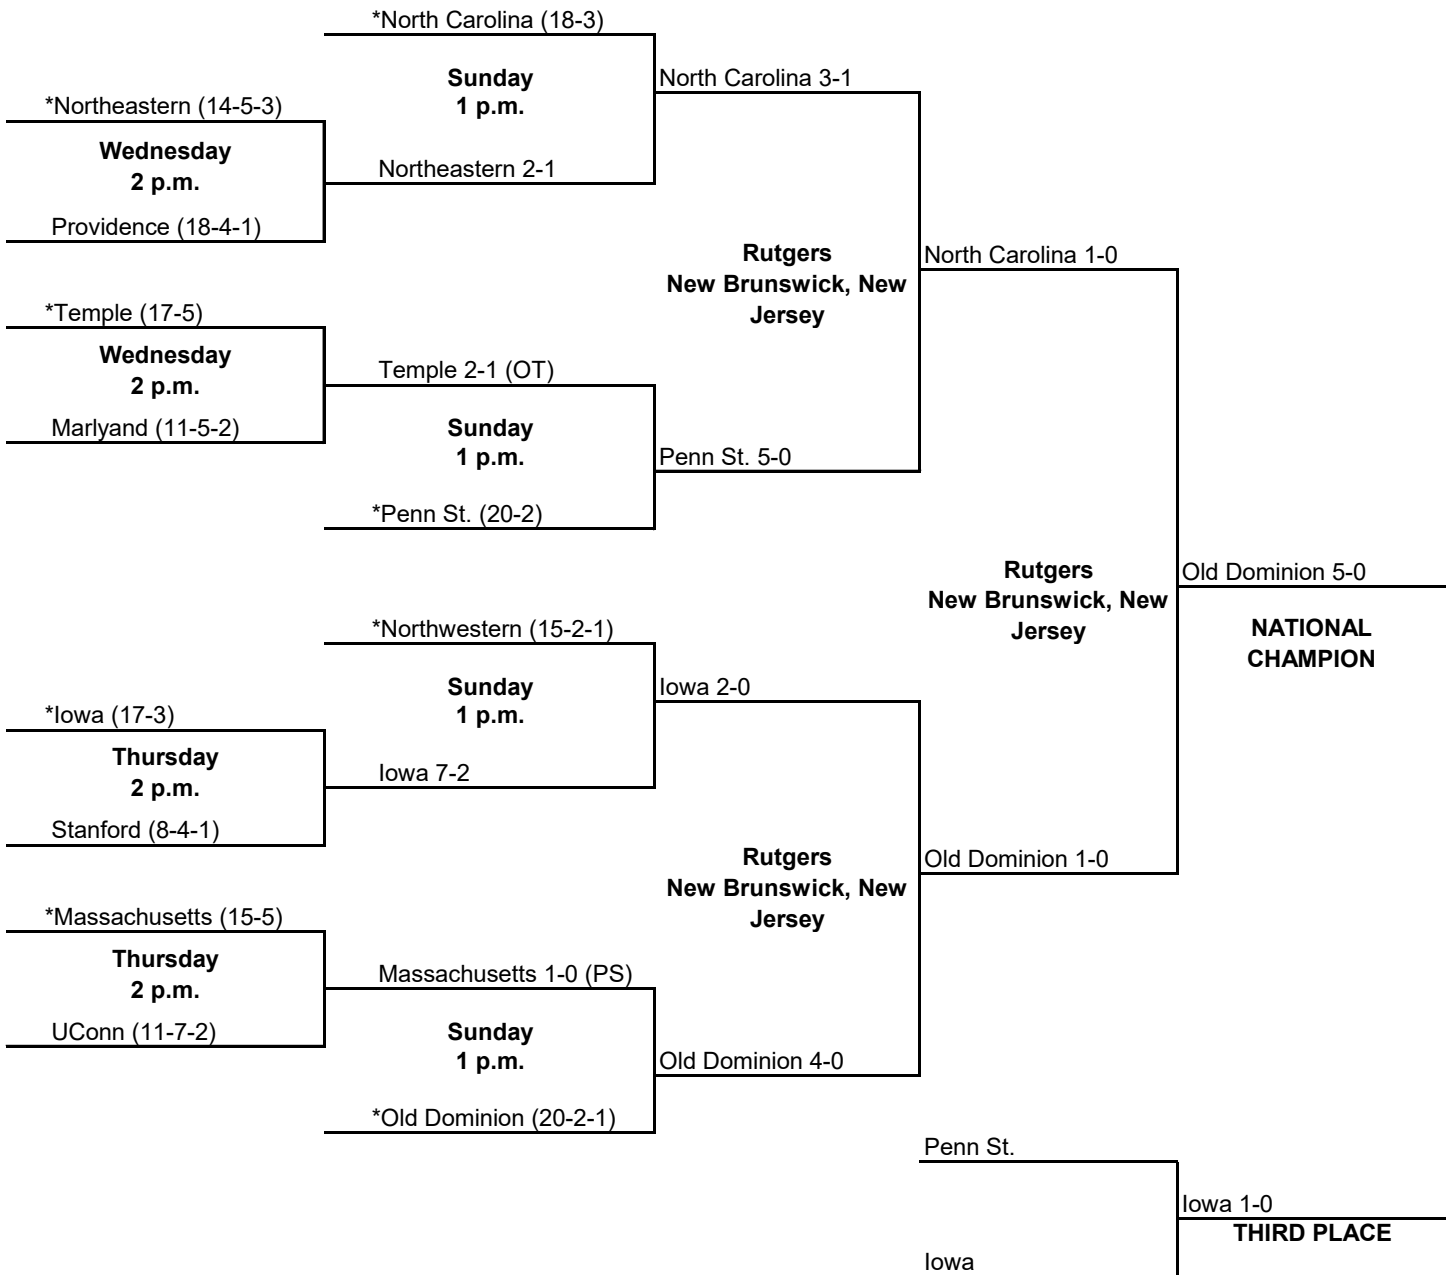 *North Carolina (18-3)
Sunday
1 p.m.
North Carolina 3-1
*Northeastern (14-5-3)
Wednesday
2 p.m.
Northeastern 2-1
Providence (18-4-1)
Rutgers
New Brunswick, New
Jersey
North Carolina 1-0
*Temple (17-5)
Wednesday
2 p.m.
Temple 2-1 (OT)
Marlyand (11-5-2)
Sunday
1 p.m.
Penn St. 5-0
*Penn St. (20-2)
Rutgers
New Brunswick, New
Jersey
Old Dominion 5-0
NATIONAL
CHAMPION
*Northwestern (15-2-1)
Sunday
1 p.m.
Iowa 2-0
*Iowa (17-3)
Thursday
2 p.m.
Iowa 7-2
Stanford (8-4-1)
Rutgers
New Brunswick, New
Jersey
Old Dominion 1-0
*Massachusetts (15-5)
Thursday
2 p.m.
Massachusetts 1-0 (PS)
UConn (11-7-2)
Sunday
1 p.m.
Old Dominion 4-0
*Old Dominion (20-2-1)
Penn St.
Iowa 1-0
THIRD PLACE
Iowa